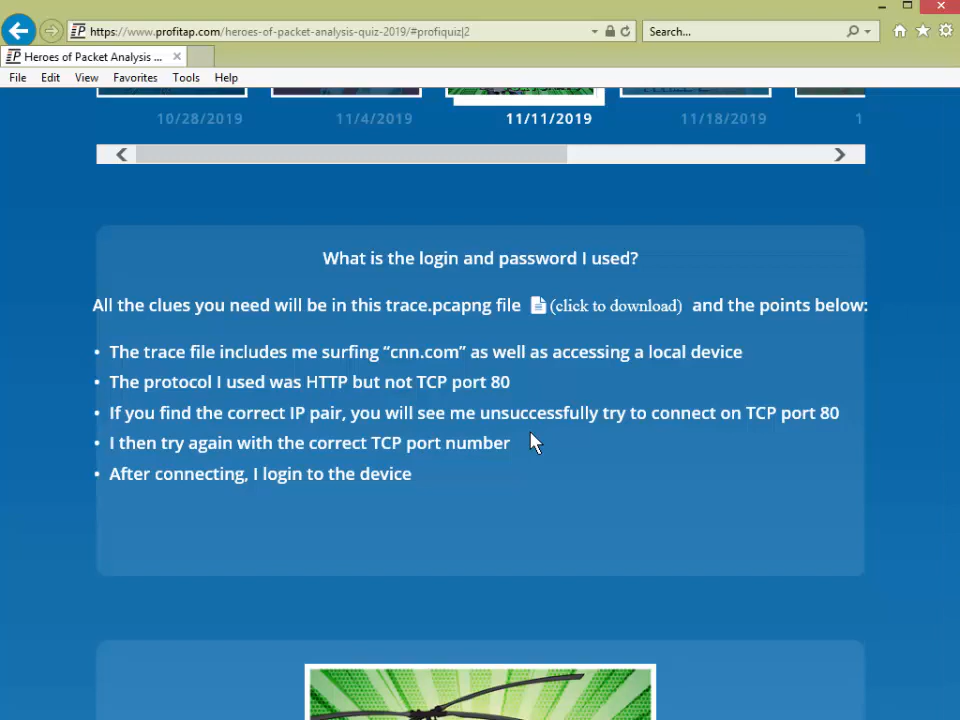 https://www.profitap.com/heroes-of-packet-analysis-quiz-2019/#profiquiz|2
Search...
Heroes of Packet Analysis ...
File Edit View Favorites Tools Help
10/28/2019 11/4/2019 11/11/2019 11/18/2019 1
What is the login and password I used?
All the clues you need will be in this trace.pcapng file (click to download) and the points below:
• The trace file includes me surfing “cnn.com” as well as accessing a local device
• The protocol I used was HTTP but not TCP port 80
• If you find the correct IP pair, you will see me unsuccessfully try to connect on TCP port 80
• I then try again with the correct TCP port number
• After connecting, I login to the device